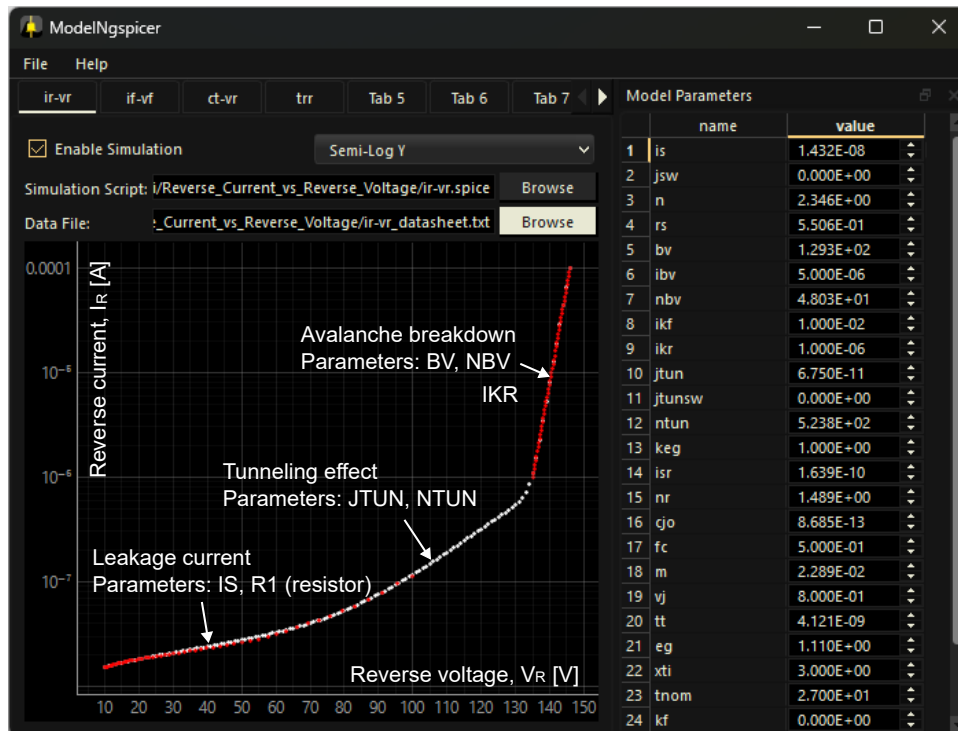 ModelNgspicer
File Help
ir-vr if-vf ct-vr trr Tab 5 Tab 6 Tab 7
Enable Simulation Semi-Log Y
Simulation Script: i/Reverse_Current_vs_Reverse_Voltage/ir-vr.spice Browse
Data File: :_Current_vs_Reverse_Voltage/ir-vr_datasheet.txt Browse
0.0001
10⁻⁵
10⁻⁶
10⁻⁷
Reverse current, IR [A]
Avalanche breakdown
Parameters: BV, NBV
IKR
Tunneling effect
Parameters: JTUN, NTUN
Leakage current
Parameters: IS, R1 (resistor)
Reverse voltage, VR [V]
10 20 30 40 50 60 70 80 90 100 110 120 130 140 150
Model Parameters
name value
1 is 1.432E-08
2 jsw 0.000E+00
3 n 2.346E+00
4 rs 5.506E-01
5 bv 1.293E+02
6 ibv 5.000E-06
7 nbv 4.803E+01
8 ikf 1.000E-02
9 ikr 1.000E-06
10 jtun 6.750E-11
11 jtunsw 0.000E+00
12 ntun 5.238E+02
13 keg 1.000E+00
14 isr 1.639E-10
15 nr 1.489E+00
16 cjo 8.685E-13
17 fc 5.000E-01
18 m 2.289E-02
19 vj 8.000E-01
20 tt 4.121E-09
21 eg 1.110E+00
22 xti 3.000E+00
23 tnom 2.700E+01
24 kf 0.000E+00